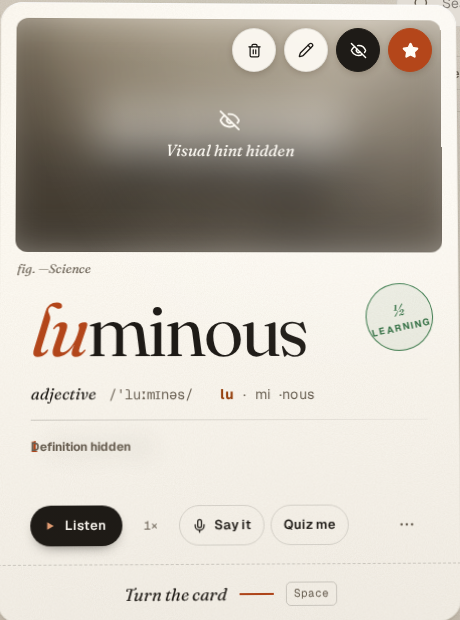 Se
Visual hint hidden
fig. —Science
luminous
½
LEARNING
adjective /ˈluːmɪnəs/ lu · mi ·nous
Definition hidden
Listen 1× Say it Quiz me ···
Turn the card — Space